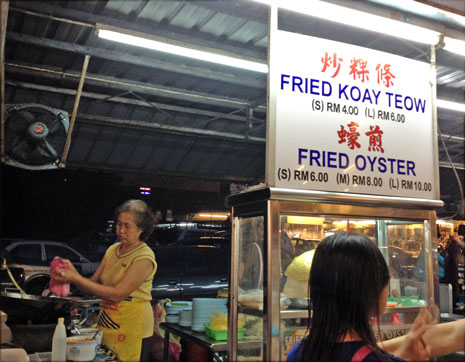 炒粿條
FRIED KOAY TEOW
(S) RM 4.00 (L) RM 6.00
蠔煎
FRIED OYSTER
(S) RM 6.00 (M) RM 8.00 (L) RM 10.00